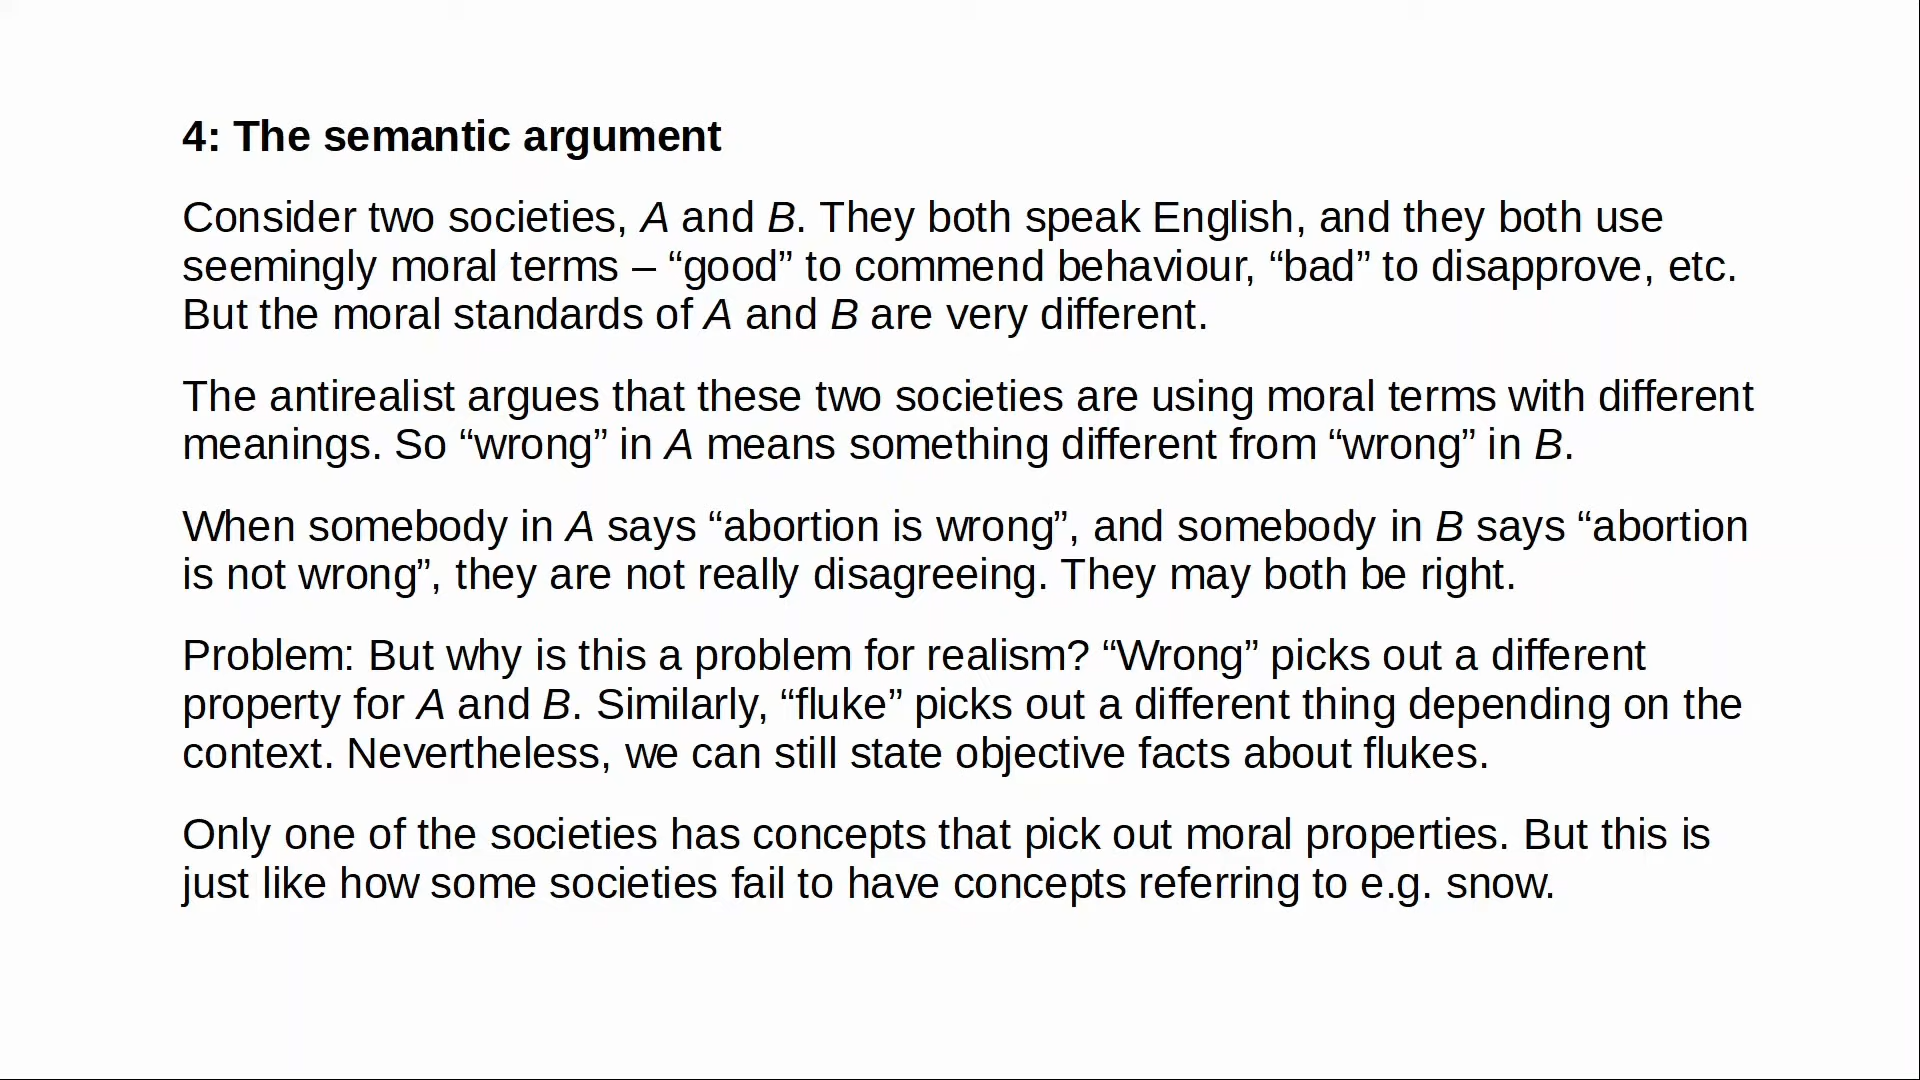 4: The semantic argument
Consider two societies, A and B. They both speak English, and they both use
seemingly moral terms – “good” to commend behaviour, “bad” to disapprove, etc.
But the moral standards of A and B are very different.
The antirealist argues that these two societies are using moral terms with different
meanings. So “wrong” in A means something different from “wrong” in B.
When somebody in A says “abortion is wrong”, and somebody in B says “abortion
is not wrong”, they are not really disagreeing. They may both be right.
Problem: But why is this a problem for realism? “Wrong” picks out a different
property for A and B. Similarly, “fluke” picks out a different thing depending on the
context. Nevertheless, we can still state objective facts about flukes.
Only one of the societies has concepts that pick out moral properties. But this is
just like how some societies fail to have concepts referring to e.g. snow.